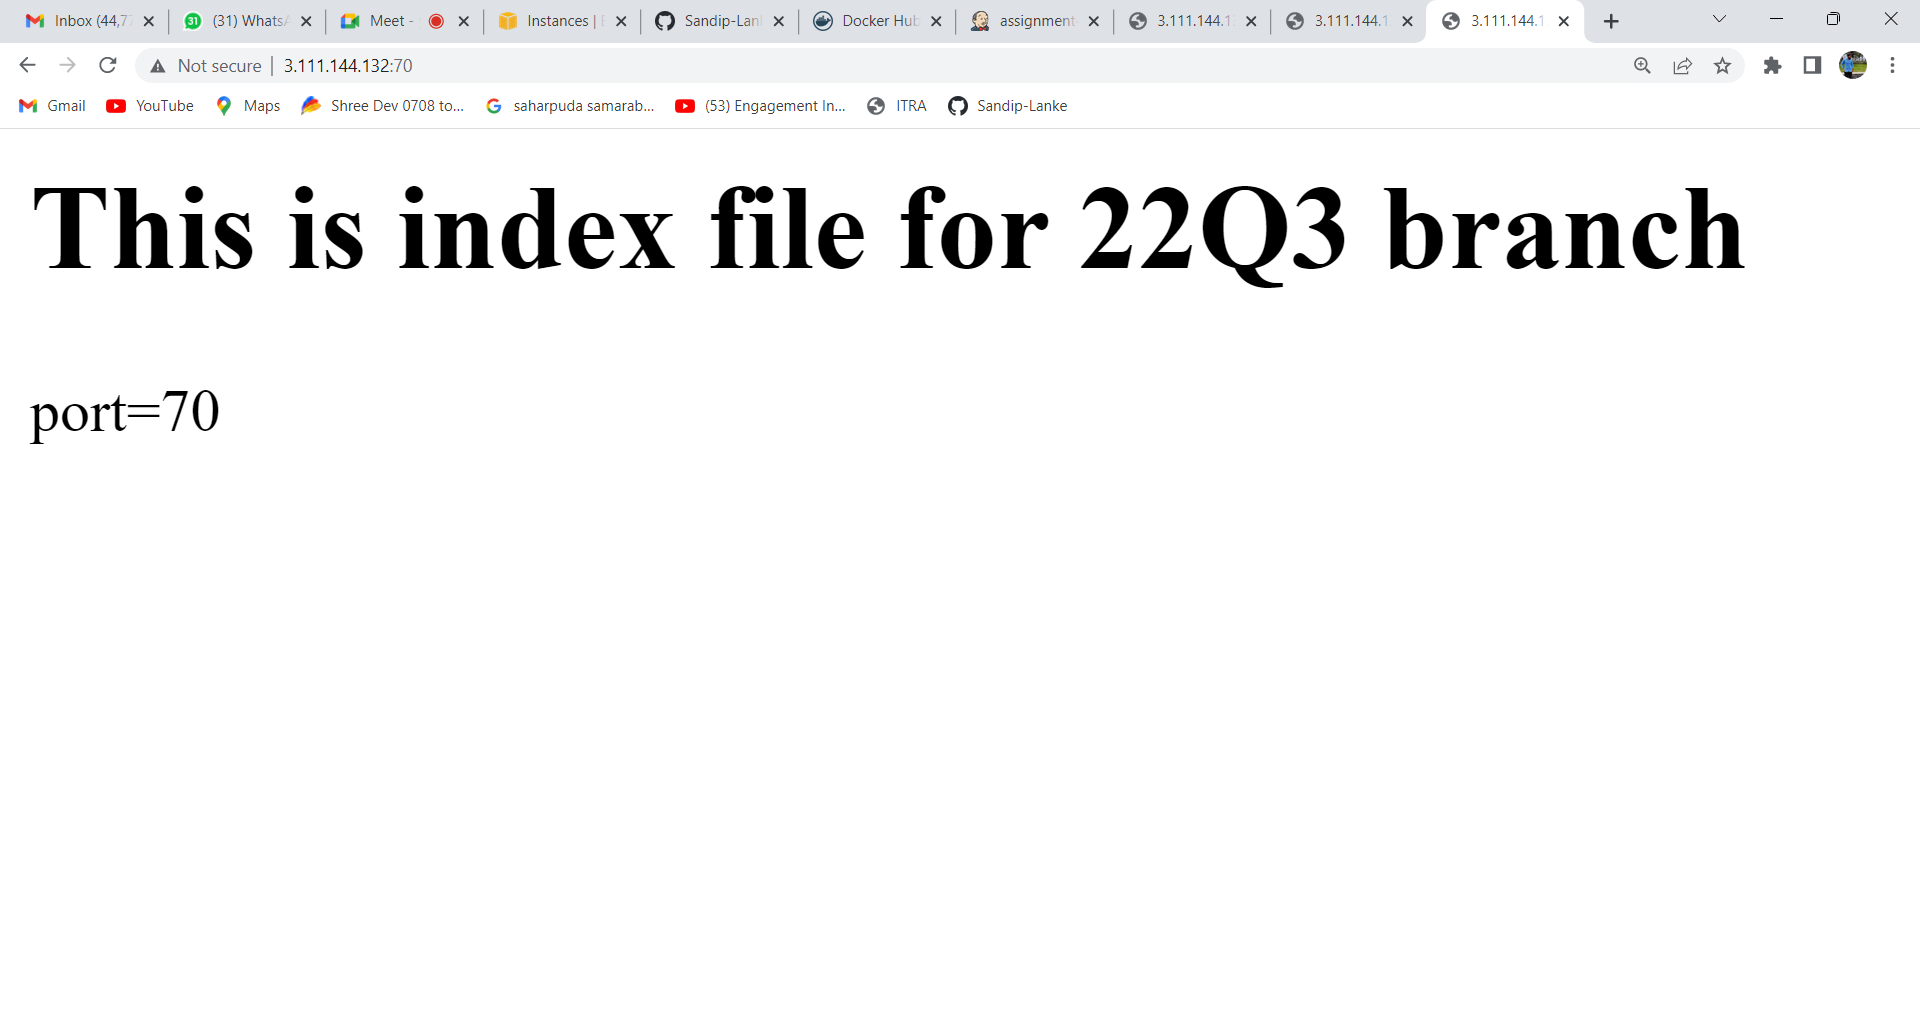 Inbox (44,7
31 (31) Whats
Meet -
Instances |
Sandip-Lan
Docker Hub
assignment
3.111.144.1
3.111.144.1
3.111.144.1
Not secure | 3.111.144.132:70
Gmail
YouTube
Maps
Shree Dev 0708 to...
saharpuda samarab...
(53) Engagement In...
ITRA
Sandip-Lanke
This is index file for 22Q3 branch
port=70